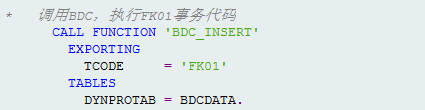 *   调用BDC，执行FK01事务代码
CALL FUNCTION 'BDC_INSERT'
EXPORTING
TCODE     = 'FK01'
TABLES
DYNPROTAB = BDCDATA.